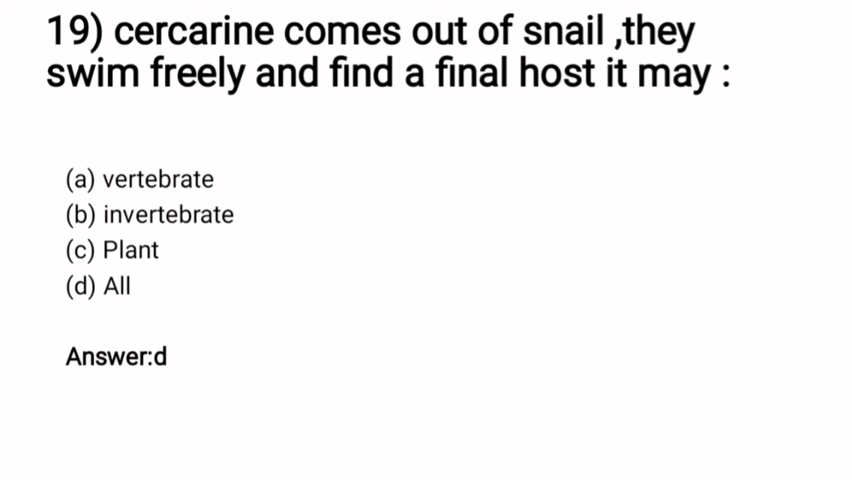 19) cercarine comes out of snail ,they
swim freely and find a final host it may :
(a) vertebrate
(b) invertebrate
(c) Plant
(d) All
Answer:d